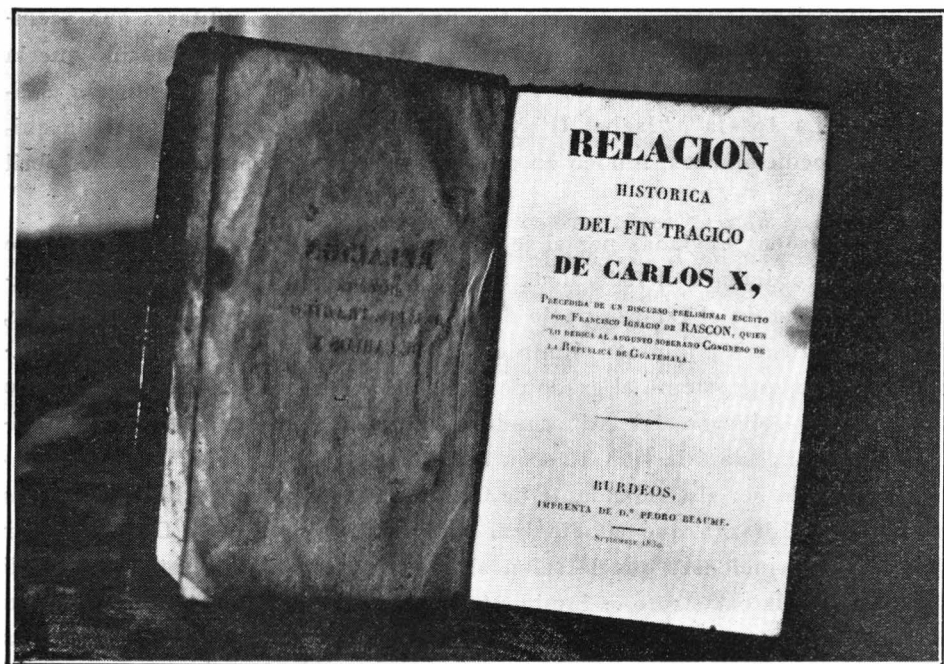 RELACION
HISTORICA
DEL FIN TRAGICO
DE CARLOS X,
PRECEDIDA DE UN DISCURSO PRELIMINAR ESCRITO
POR FRANCISCO IGNACIO DE RASCON, QUIEN
LO DEDICA AL AUGUSTO SOBERANO CONGRESO DE
LA REPUBLICA DE GUATEMALA.
BURDEOS,
IMPRENTA DE D.ⁿ PEDRO BEAUME.
SETIEMBRE